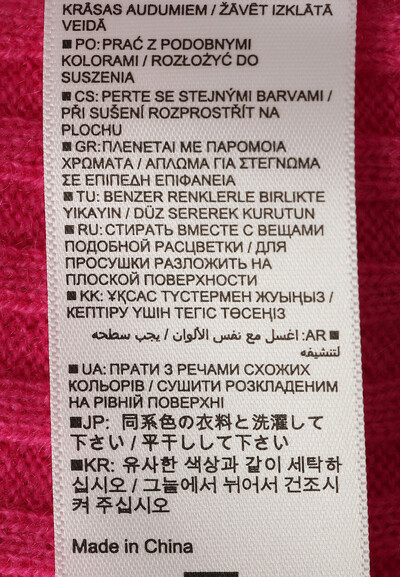 KRĀSAS AUDUMIEM / ŽĀVĒT IZKLĀTĀ
VEIDĀ
■ PO: PRAĆ Z PODOBNYMI
KOLORAMI / ROZŁOŻYĆ DO
SUSZENIA
■ CS: PERTE SE STEJNÝMI BARVAMI /
PŘI SUŠENÍ ROZPROSTŘÍT NA
PLOCHU
■ GR:ΠΛΕΝΕΤΑΙ ΜΕ ΠΑΡΟΜΟΙΑ
ΧΡΩΜΑΤΑ / ΑΠΛΩΜΑ ΓΙΑ ΣΤΕΓΝΩΜΑ
ΣΕ ΕΠΙΠΕΔΗ ΕΠΙΦΑΝΕΙΑ
■ TU: BENZER RENKLERLE BIRLIKTE
YIKAYIN / DÜZ SEREREK KURUTUN
■ RU: СТИРАТЬ ВМЕСТЕ С ВЕЩАМИ
ПОДОБНОЙ РАСЦВЕТКИ / ДЛЯ
ПРОСУШКИ РАЗЛОЖИТЬ НА
ПЛОСКОЙ ПОВЕРХНОСТИ
■ KK: ҰҚСАС ТҮСТЕРМЕН ЖУЫҢЫЗ /
КЕПТІРУ ҮШІН ТЕГІС ТӨСЕҢІЗ
■ AR: اغسل مع نفس الألوان / يجب سطحه
لتنشيفه
■ UA: ПРАТИ З РЕЧАМИ СХОЖИХ
КОЛЬОРІВ / СУШИТИ РОЗКЛАДЕНИМ
НА РІВНІЙ ПОВЕРХНІ
■JP: 同系色の衣料と洗濯して
下さい / 平干しして下さい
■KR: 유사한 색상과 같이 세탁하
십시오 / 그늘에서 뉘어서 건조시
켜 주십시오
Made in China